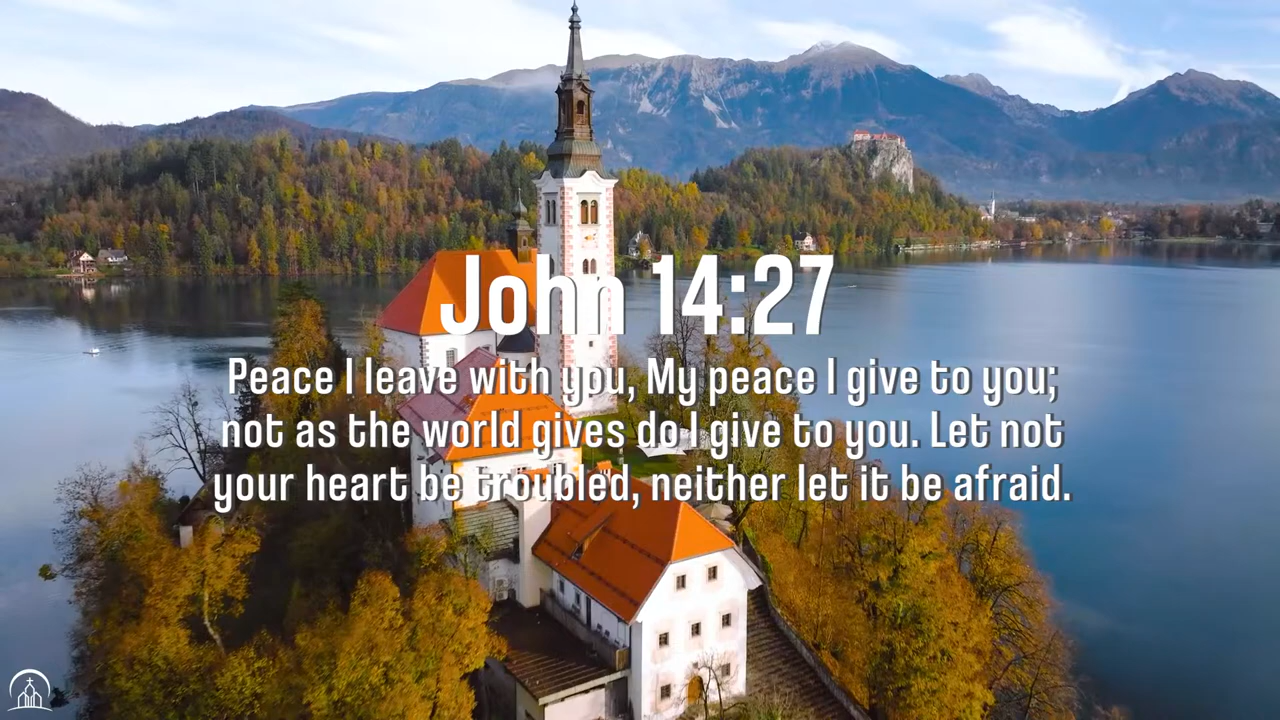 John 14:27
Peace I leave with you, My peace I give to you;
not as the world gives do I give to you. Let not
your heart be troubled, neither let it be afraid.